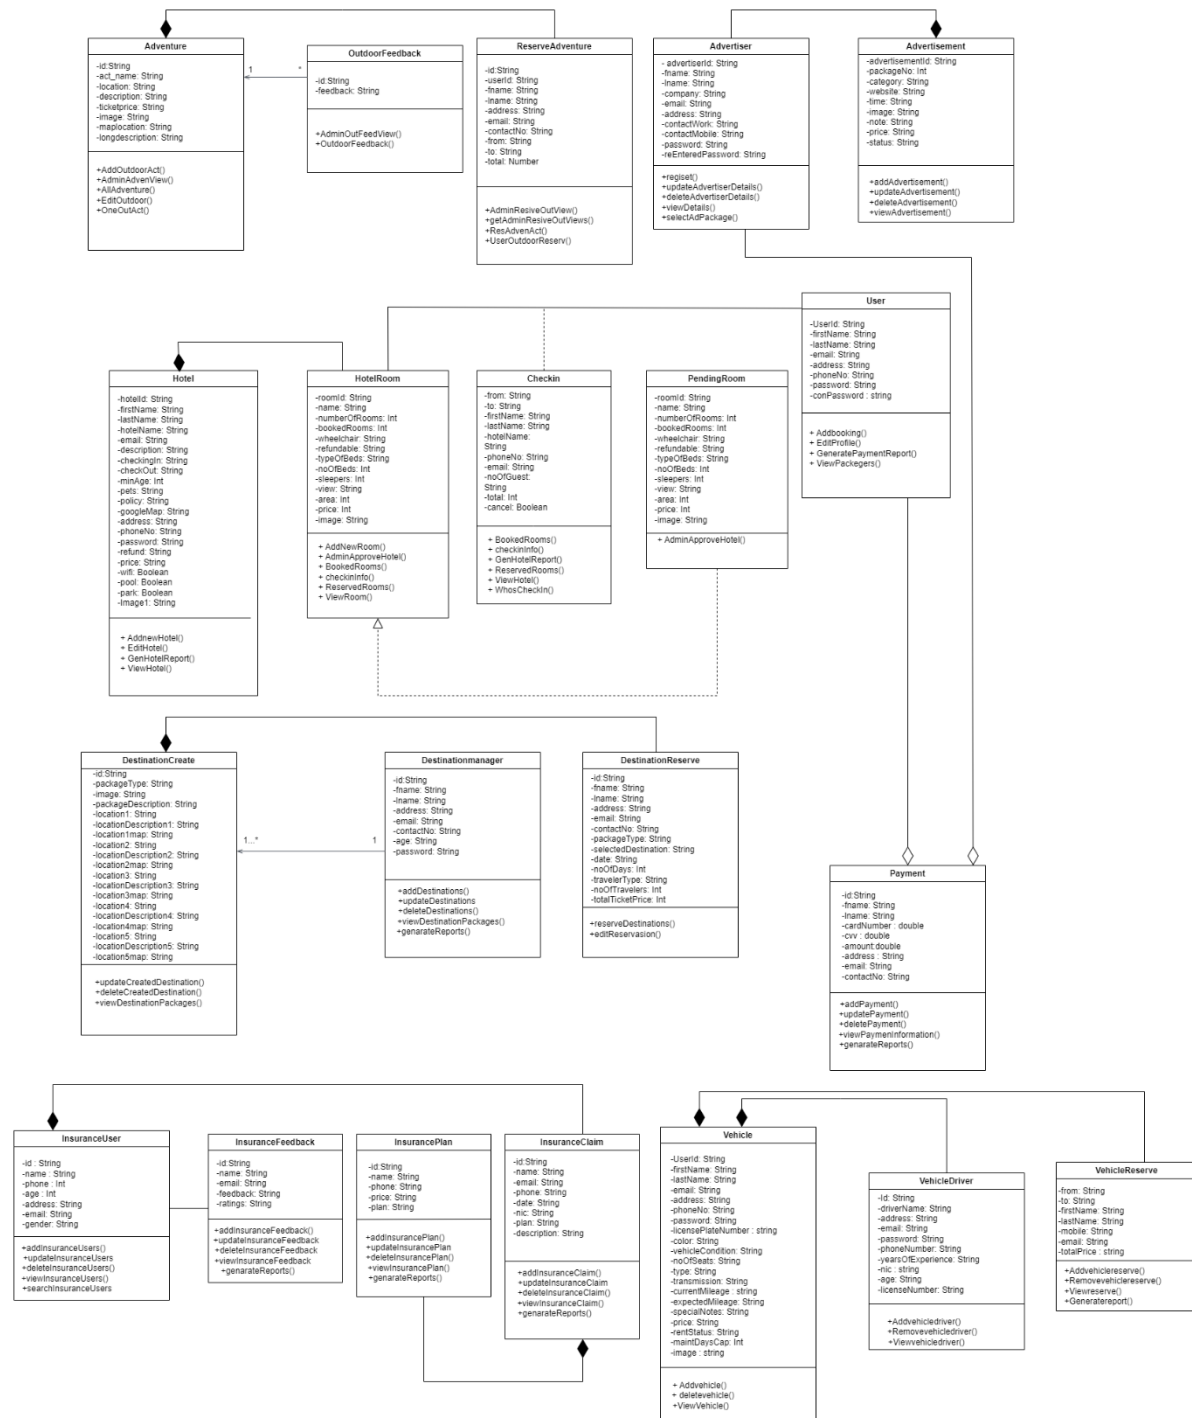 Adventure
-id:String
-act_name: String
-location: String
-description: String
-ticketprice: String
-image: String
-maplocation: String
-longdescription: String
+AddOutdoorAct()
+AdminAdvenView()
+AllAdventure()
+EditOutdoor()
+OneOutAct()
1
*
OutdoorFeedback
-id:String
-feedback: String
+AdminOutFeedView()
+OutdoorFeedback()
ReserveAdventure
-id:String
-userId: String
-fname: String
-lname: String
-address: String
-email: String
-contactNo: String
-from: String
-to: String
-total: Number
+AdminResiveOutView()
+getAdminResiveOutViews()
+ResAdvenAct()
+UserOutdoorReserv()
Advertiser
- advertiserId: String
-fname: String
-lname: String
-company: String
-email: String
-address: String
-contactWork: String
-contactMobile: String
-password: String
-reEnteredPassword: String
+regiset()
+updateAdvertiserDetails()
+deleteAdvertiserDetails()
+viewDetails()
+selectAdPackage()
Advertisement
-advertisementId: String
-packageNo: Int
-category: String
-website: String
-time: String
-image: String
-note: String
-price: String
-status: String
+addAdvertisement()
+updateAdvertisement()
+deleteAdvertisement()
+viewAdvertisement()
User
-UserId: String
-firstName: String
-lastName: String
-email: String
-address: String
-phoneNo: String
-password: String
-conPassword : string
+ Addbooking()
+ EditProfile()
+ GeneratePaymentReport()
+ ViewPackegers()
Hotel
-hotelId: String
-firstName: String
-lastName: String
-hotelName: String
-email: String
-description: String
-checkingIn: String
-checkOut: String
-minAge: Int
-pets: String
-policy: String
-googleMap: String
-address: String
-phoneNo: String
-password: String
-refund: String
-price: String
-wifi: Boolean
-pool: Boolean
-park: Boolean
-Image1: String
+ AddnewHotel()
+ EditHotel()
+ GenHotelReport()
+ ViewHotel()
HotelRoom
-roomId: String
-name: String
-numberOfRooms: Int
-bookedRooms: Int
-wheelchair: String
-refundable: String
-typeOfBeds: String
-noOfBeds: Int
-sleepers: Int
-view: String
-area: Int
-price: Int
-image: String
+ AddNewRoom()
+ AdminApproveHotel()
+ BookedRooms()
+ checkinInfo()
+ ReservedRooms()
+ ViewRoom()
Checkin
-from: String
-to: String
-firstName: String
-lastName: String
-hotelName:
String
-phoneNo: String
-email: String
-noOfGuest:
String
-total: Int
-cancel: Boolean
+ BookedRooms()
+ checkinInfo()
+ GenHotelReport()
+ ReservedRooms()
+ ViewHotel()
+ WhosCheckIn()
PendingRoom
-roomId: String
-name: String
-numberOfRooms: Int
-bookedRooms: Int
-wheelchair: String
-refundable: String
-typeOfBeds: String
-noOfBeds: Int
-sleepers: Int
-view: String
-area: Int
-price: Int
-image: String
+ AdminApproveHotel()
DestinationCreate
-id:String
-packageType: String
-image: String
-packageDescription: String
-location1: String
-locationDescription1: String
-location1map: String
-location2: String
-locationDescription2: String
-location2map: String
-location3: String
-locationDescription3: String
-location3map: String
-location4: String
-locationDescription4: String
-location4map: String
-location5: String
-locationDescription5: String
-location5map: String
+updateCreatedDestination()
+deleteCreatedDestination()
+viewDestinationPackages()
1...*
1
Destinationmanager
-id:String
-fname: String
-lname: String
-address: String
-email: String
-contactNo: String
-age: String
-password: String
+addDestinations()
+updateDestinations
+deleteDestinations()
+viewDestinationPackages()
+genarateReports()
DestinationReserve
-id:String
-fname: String
-lname: String
-address: String
-email: String
-contactNo: String
-packageType: String
-selectedDestination: String
-date: String
-noOfDays: Int
-travelerType: String
-noOfTravelers: Int
-totalTicketPrice: Int
+reserveDestinations()
+editReservasion()
Payment
-id:String
-fname: String
-lname: String
-cardNumber : double
-cvv : double
-amount:double
-address : String
-email: String
-contactNo: String
+addPayment()
+updatePayment()
+deletePayment()
+viewPaymenInformation()
+genarateReports()
InsuranceUser
-id : String
-name : String
-phone : Int
-age : Int
-address: String
-email: String
-gender: String
+addInsuranceUsers()
+updateInsuranceUsers
+deleteInsuranceUsers()
+viewInsuranceUsers()
+searchInsuranceUsers
InsuranceFeedback
-id:String
-name: String
-email: String
-feedback: String
-ratings: String
+addInsuranceFeedback()
+updateInsuranceFeedback
+deleteInsuranceFeedback
+viewInsuranceFeedback
+genarateReports()
InsurancePlan
-id:String
-name: String
-phone: String
-price: String
-plan: String
+addInsurancePlan()
+updateInsurancePlan
+deleteInsurancePlan()
+viewInsurancePlan()
+genarateReports()
InsuranceClaim
-id:String
-name: String
-email: String
-phone: String
-date: String
-nic: String
-plan: String
-description: String
+addInsuranceClaim()
+updateInsuranceClaim
+deleteInsuranceClaim()
+viewInsuranceClaim()
+genarateReports()
Vehicle
-UserId: String
-firstName: String
-lastName: String
-email: String
-address: String
-phoneNo: String
-password: String
-licensePlateNumber : string
-color: String
-vehicleCondition: String
-noOfSeats: String
-type: String
-transmission: String
-currentMileage : string
-expectedMileage: String
-specialNotes: String
-price: String
-rentStatus: String
-maintDaysCap: Int
-image : string
+ Addvehicle()
+ deletevehicle()
+ViewVehicle()
VehicleDriver
-Id: String
-driverName: String
-address: String
-email: String
-password: String
-phoneNumber: String
-yearsOfExperience: String
-nic : string
-age: String
-licenseNumber: String
+Addvehicledriver()
+Removevehicledriver()
+Viewvehicledriver()
VehicleReserve
-from: String
-to: String
-firstName: String
-lastName: String
-mobile: String
-email: String
-totalPrice : string
+ Addvehiclereserve()
+ Removevehiclereserve()
+ Viewreserve()
+ Generatereport()